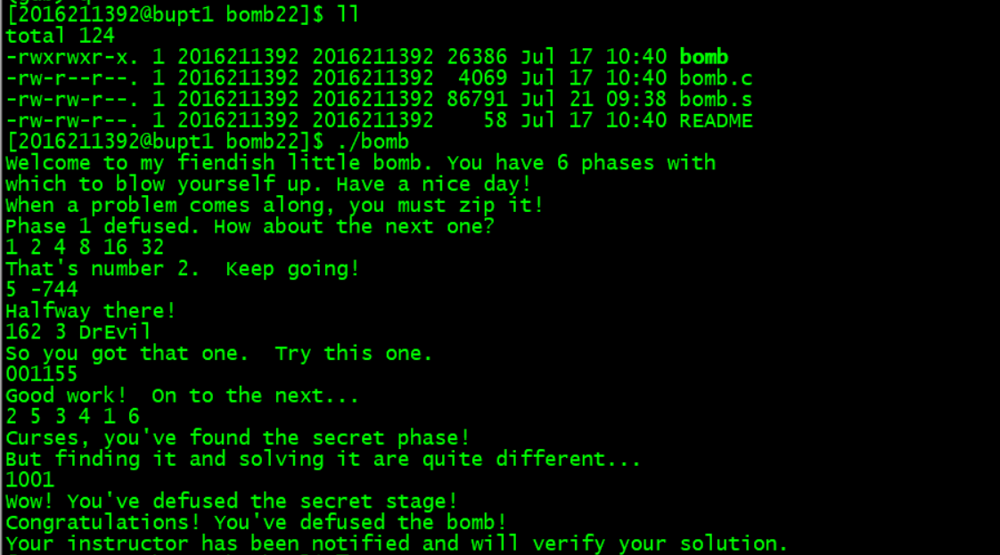 [2016211392@bupt1 bomb22]$ ll
total 124
-rwxrwxr-x. 1 2016211392 2016211392 26386 Jul 17 10:40 bomb
-rw-r--r--. 1 2016211392 2016211392  4069 Jul 17 10:40 bomb.c
-rw-rw-r--. 1 2016211392 2016211392 86791 Jul 21 09:38 bomb.s
-rw-rw-r--. 1 2016211392 2016211392    58 Jul 17 10:40 README
[2016211392@bupt1 bomb22]$ ./bomb
Welcome to my fiendish little bomb. You have 6 phases with
which to blow yourself up. Have a nice day!
When a problem comes along, you must zip it!
Phase 1 defused. How about the next one?
1 2 4 8 16 32
That's number 2.  Keep going!
5 -744
Halfway there!
162 3 DrEvil
So you got that one.  Try this one.
001155
Good work!  On to the next...
2 5 3 4 1 6
Curses, you've found the secret phase!
But finding it and solving it are quite different...
1001
Wow! You've defused the secret stage!
Congratulations! You've defused the bomb!
Your instructor has been notified and will verify your solution.